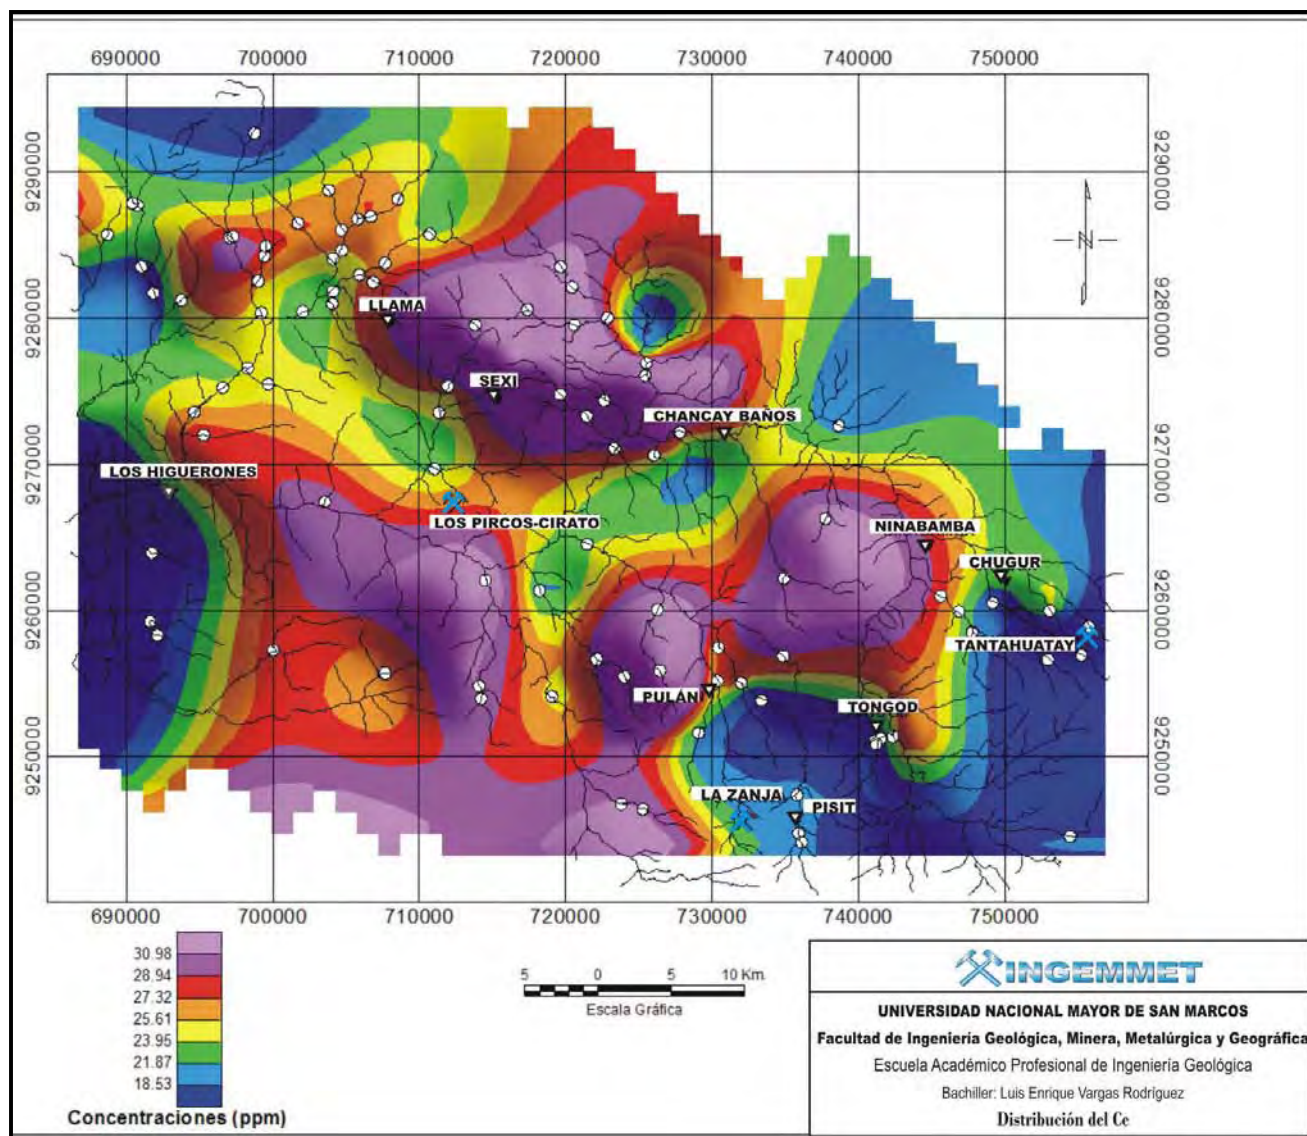 690000 700000 710000 720000 730000 740000 750000
9290000 9290000
9280000 9280000
9270000 9270000
9260000 9260000
9250000 9250000
N
LLAMA
SEXI
CHANCAY BAÑOS
LOS HIGUERONES
LOS PIRCOS-CIRATO
NINABAMBA
CHUGUR
TANTAHUATAY
PULÁN
TONGOD
LA ZANJA
PISIT
690000 700000 710000 720000 730000 740000 750000
30.98
28.94
27.32
25.61
23.95
21.87
18.53
Concentraciones (ppm)
5 0 5 10 Km.
Escala Gráfica
INGEMMET
UNIVERSIDAD NACIONAL MAYOR DE SAN MARCOS
Facultad de Ingeniería Geológica, Minera, Metalúrgica y Geográfica
Escuela Académico Profesional de Ingeniería Geológica
Bachiller: Luis Enrique Vargas Rodríguez
Distribución del Ce